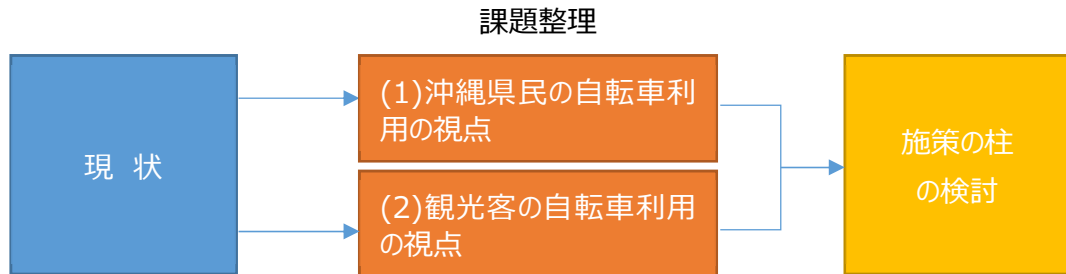 課題整理
現 状
(1)沖縄県民の自転車利
用の視点
(2)観光客の自転車利用
の視点
施策の柱
の検討